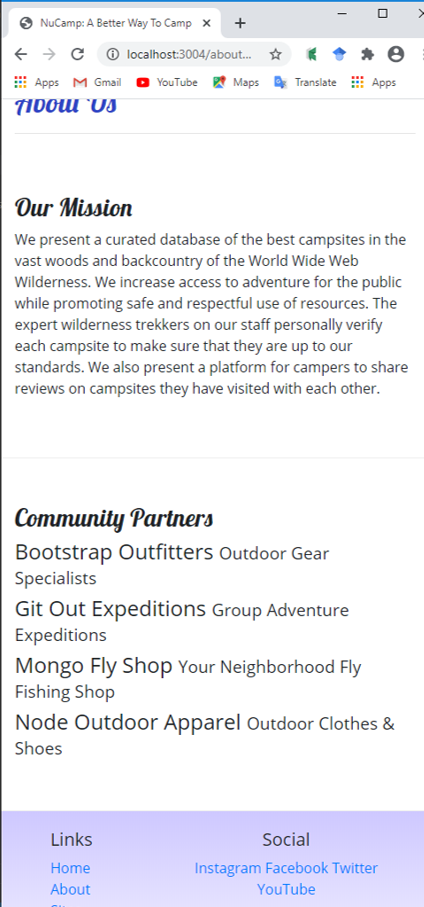 NuCamp: A Better Way To Camp
localhost:3004/about...
Apps Gmail YouTube Maps Translate Apps
About Us
Our Mission
We present a curated database of the best campsites in the
vast woods and backcountry of the World Wide Web
Wilderness. We increase access to adventure for the public
while promoting safe and respectful use of resources. The
expert wilderness trekkers on our staff personally verify
each campsite to make sure that they are up to our
standards. We also present a platform for campers to share
reviews on campsites they have visited with each other.
Community Partners
Bootstrap Outfitters Outdoor Gear
Specialists
Git Out Expeditions Group Adventure
Expeditions
Mongo Fly Shop Your Neighborhood Fly
Fishing Shop
Node Outdoor Apparel Outdoor Clothes &
Shoes
Links Social
Home Instagram Facebook Twitter
About YouTube